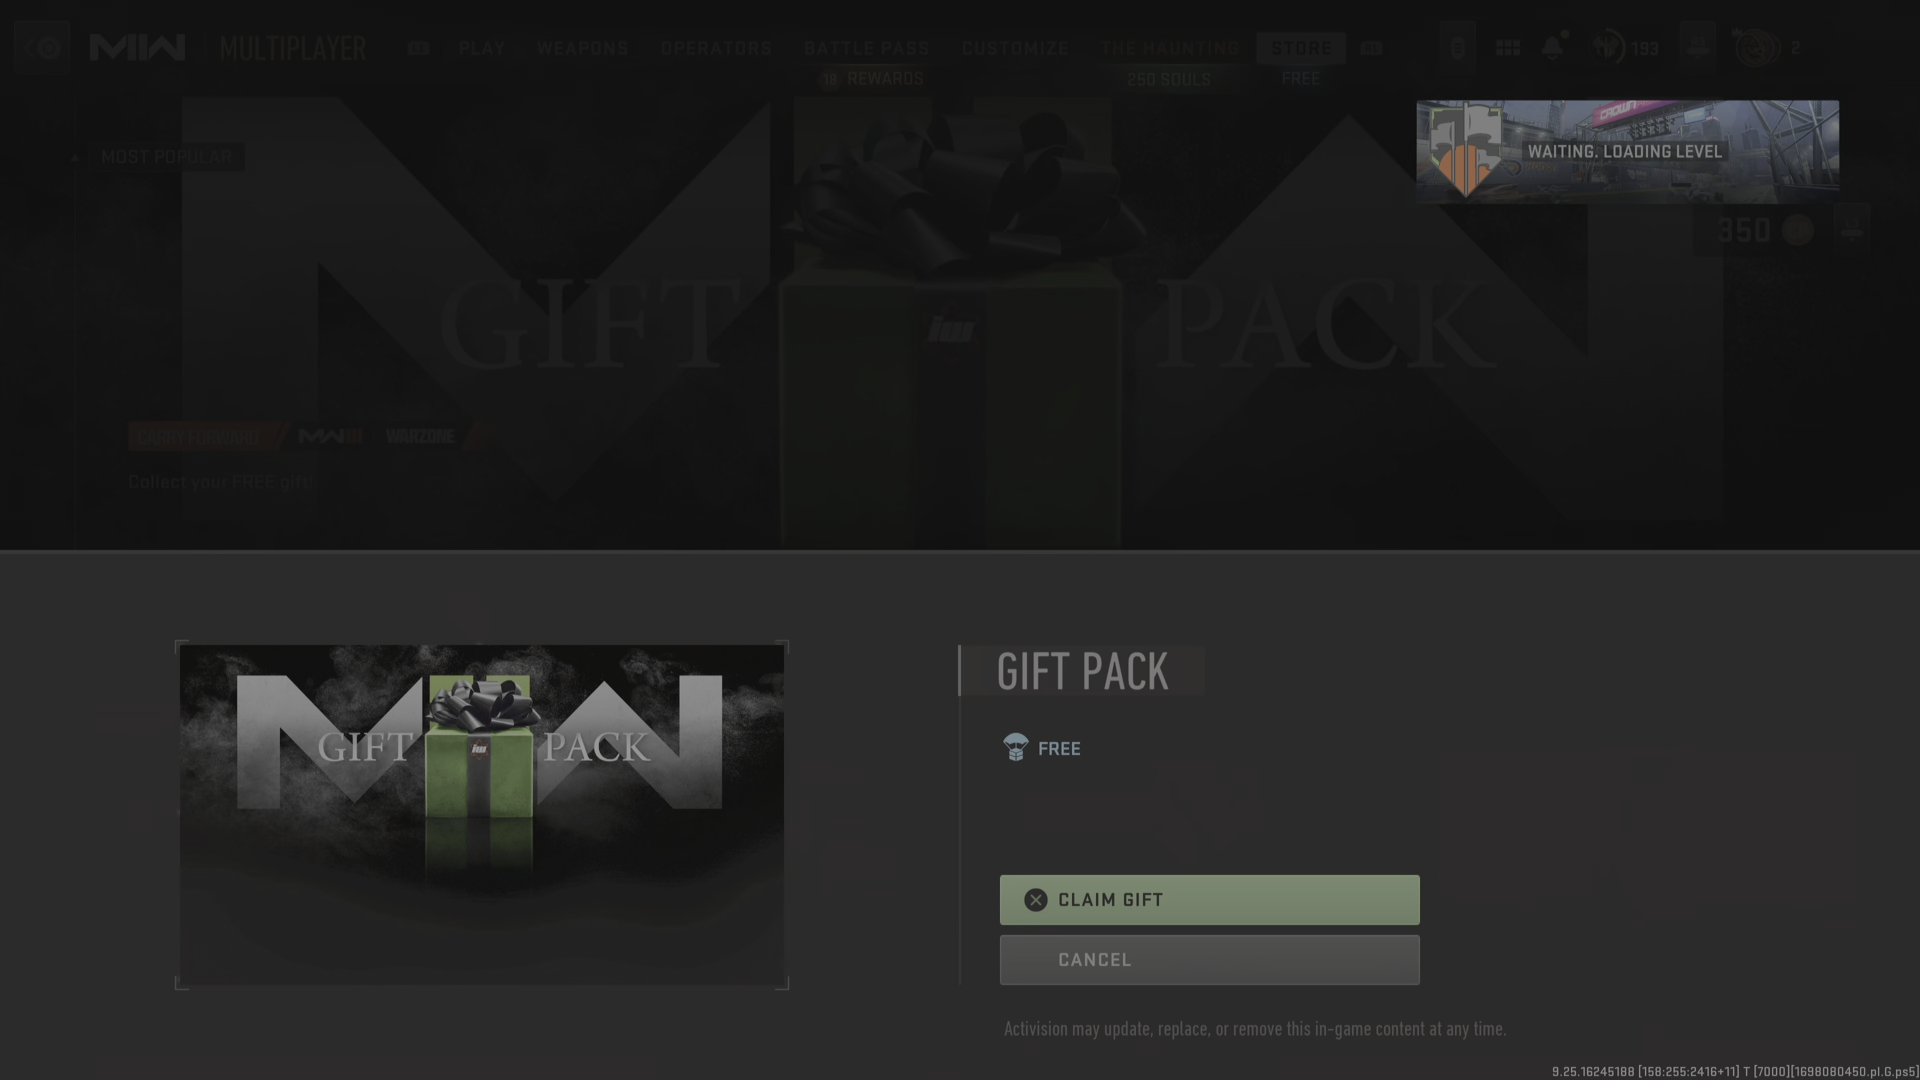 MULTIPLAYER
PLAY
WEAPONS
OPERATORS
BATTLE PASS
CUSTOMIZE
THE HAUNTING
STORE
193
2
10 REWARDS
250 SOULS
FREE
MOST POPULAR
CROWN
WAITING. LOADING LEVEL
350
GIFT PACK
iw
CARRY FORWARD
WARZONE
Collect your FREE gift!
GIFT PACK
iw
GIFT PACK
FREE
CLAIM GIFT
CANCEL
Activision may update, replace, or remove this in-game content at any time.
9.25.16245188 [158:255:2416+11] T [7000][1698080450.pl.G.ps5]